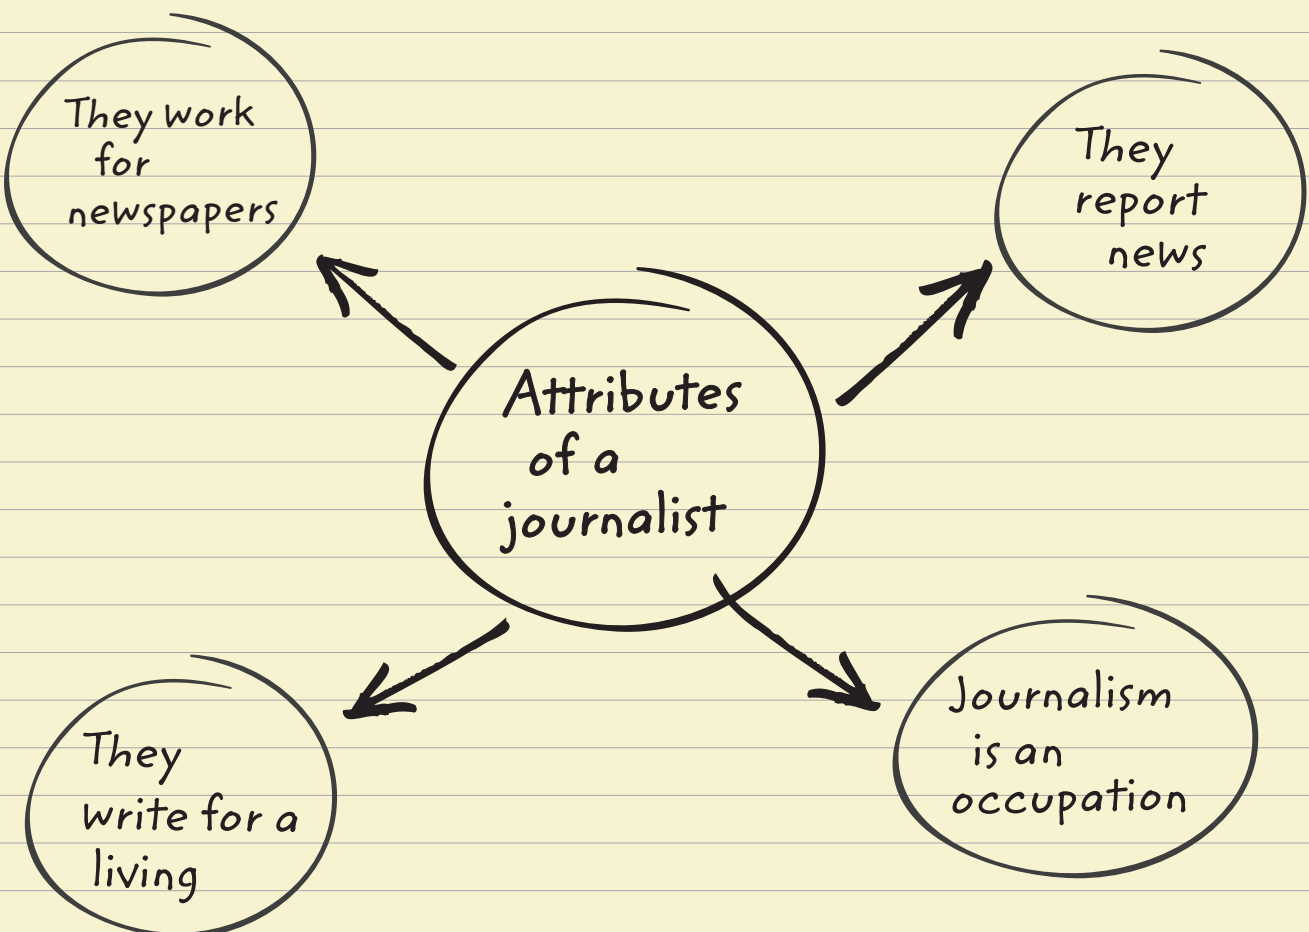 They work
for
newspapers
They
report
news
Attributes
of a
journalist
They
write for a
living
Journalism
is an
occupation